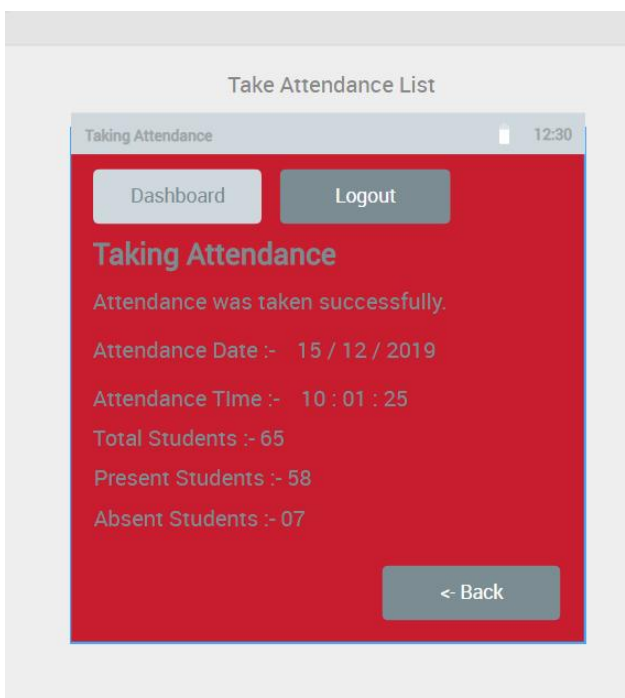 Take Attendance List
Taking Attendance 12:30
Dashboard Logout
Taking Attendance
Attendance was taken successfully.
Attendance Date :- 15 / 12 / 2019
Attendance TIme :- 10 : 01 : 25
Total Students :- 65
Present Students :- 58
Absent Students :- 07
<- Back